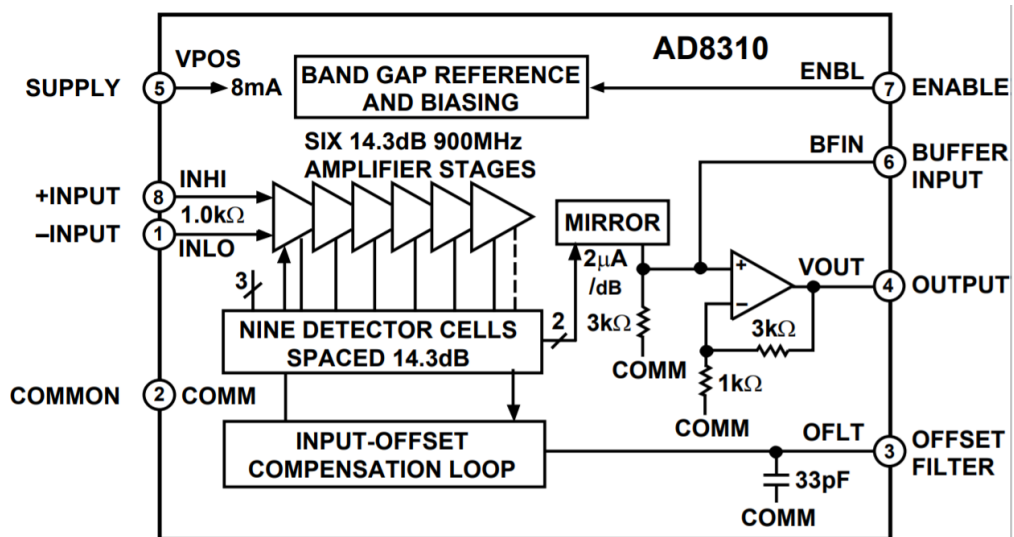 AD8310
SUPPLY
5
VPOS
8mA
BAND GAP REFERENCE
AND BIASING
ENBL
7
ENABLE
SIX 14.3dB 900MHz
AMPLIFIER STAGES
BFIN
6
BUFFER
INPUT
+INPUT
8
INHI
1.0kΩ
–INPUT
1
INLO
MIRROR
2μA
/dB
+
–
VOUT
4
OUTPUT
3
NINE DETECTOR CELLS
SPACED 14.3dB
2
3kΩ
COMM
3kΩ
1kΩ
COMM
COMMON
2
COMM
INPUT-OFFSET
COMPENSATION LOOP
OFLT
3
OFFSET
FILTER
33pF
COMM